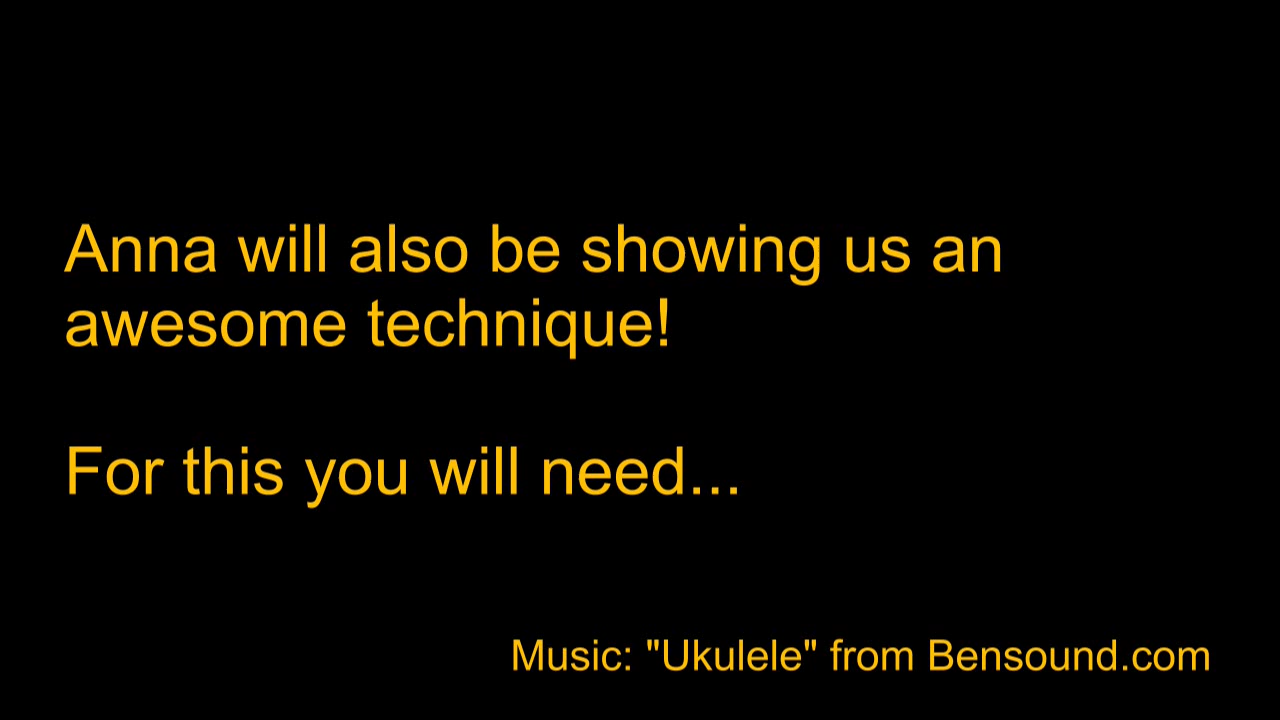 Anna will also be showing us an
awesome technique!
For this you will need...
Music: "Ukulele" from Bensound.com